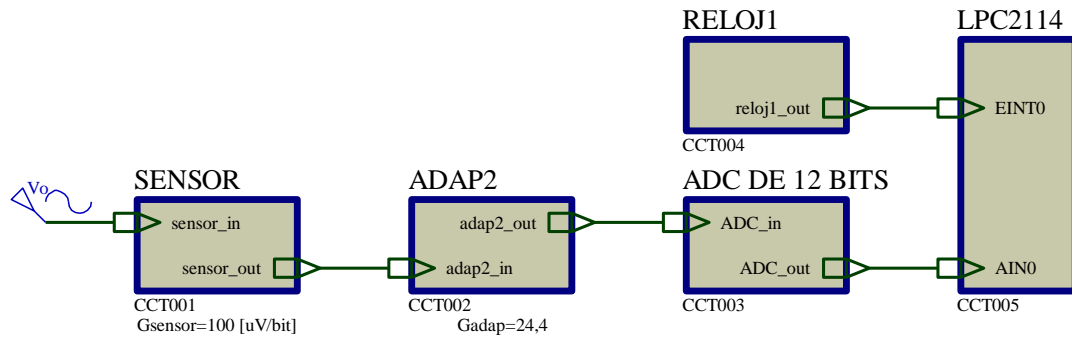 RELOJ1
LPC2114
reloj1_out
EINT0
CCT004
Vo
SENSOR
ADAP2
ADC DE 12 BITS
sensor_in
adap2_out
ADC_in
sensor_out
adap2_in
ADC_out
AIN0
CCT001
CCT002
CCT003
CCT005
Gsensor=100 [uV/bit]
Gadap=24,4